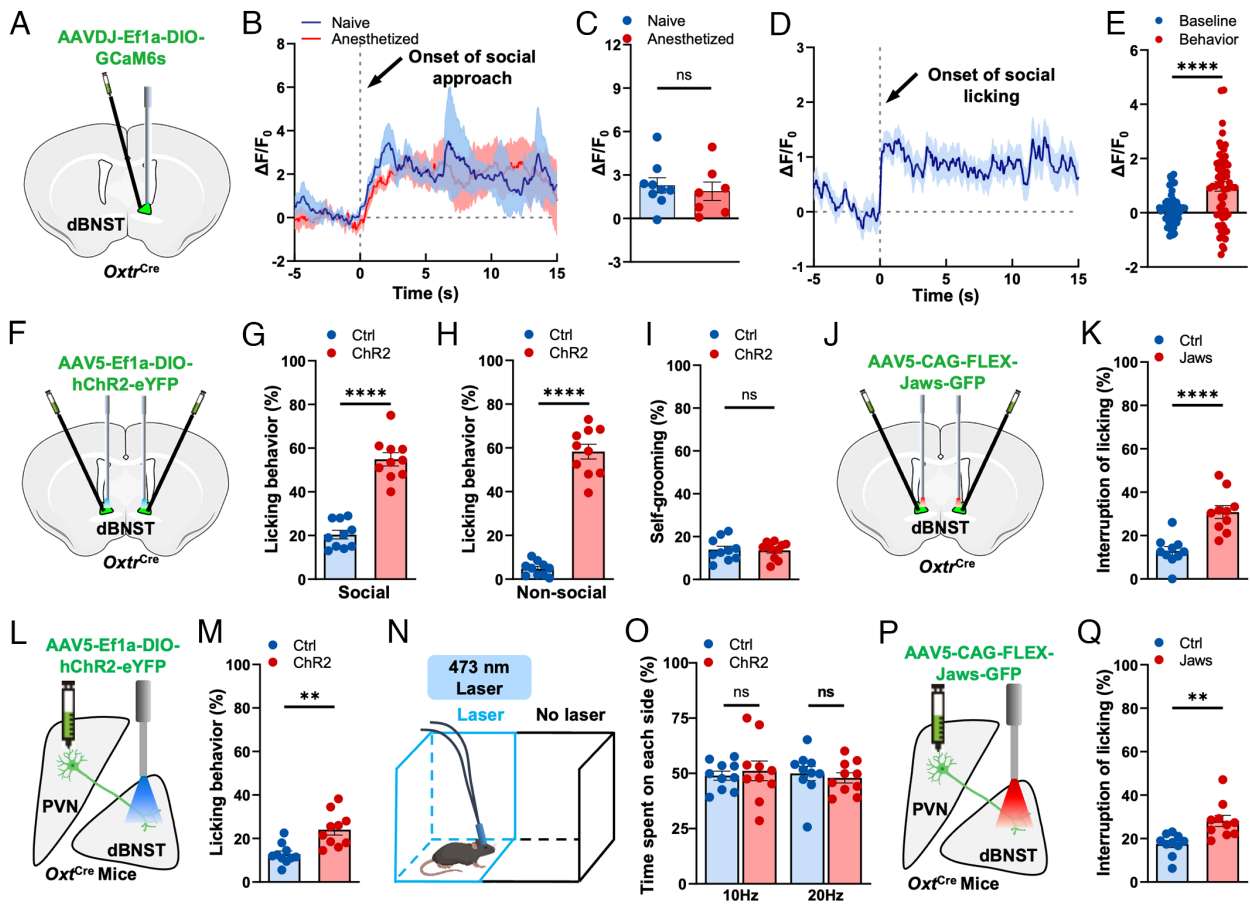 A
AAVDJ-Ef1a-DIO-
GCaM6s
dBNST
Oxtr^Cre
B
Naive
Anesthetized
Onset of social
approach
ΔF/F₀
8
6
4
2
0
-2
-5
0
5
10
15
Time (s)
C
Naive
Anesthetized
ns
ΔF/F₀
12
9
6
3
0
-3
D
Onset of social
licking
ΔF/F₀
3
2
1
0
-1
-5
0
5
10
15
Time (s)
E
Baseline
Behavior
****
ΔF/F₀
6
4
2
0
-2
F
AAV5-Ef1a-DIO-
hChR2-eYFP
dBNST
Oxtr^Cre
G
Ctrl
ChR2
****
Licking behavior (%)
100
80
60
40
20
0
Social
H
Ctrl
ChR2
****
Licking behavior (%)
100
80
60
40
20
0
Non-social
I
Ctrl
ChR2
ns
Self-grooming (%)
100
80
60
40
20
0
J
AAV5-CAG-FLEX-
Jaws-GFP
dBNST
Oxtr^Cre
K
Ctrl
Jaws
****
Interruption of licking (%)
100
80
60
40
20
0
L
AAV5-Ef1a-DIO-
hChR2-eYFP
PVN
dBNST
Oxt^Cre Mice
M
Ctrl
ChR2
**
Licking behavior (%)
100
80
60
40
20
0
N
473 nm
Laser
Laser
No laser
O
Ctrl
ChR2
ns
ns
Time spent on each side (%)
100
75
50
25
0
10Hz
20Hz
P
AAV5-CAG-FLEX-
Jaws-GFP
PVN
dBNST
Oxt^Cre Mice
Q
Ctrl
Jaws
**
Interruption of licking (%)
100
80
60
40
20
0